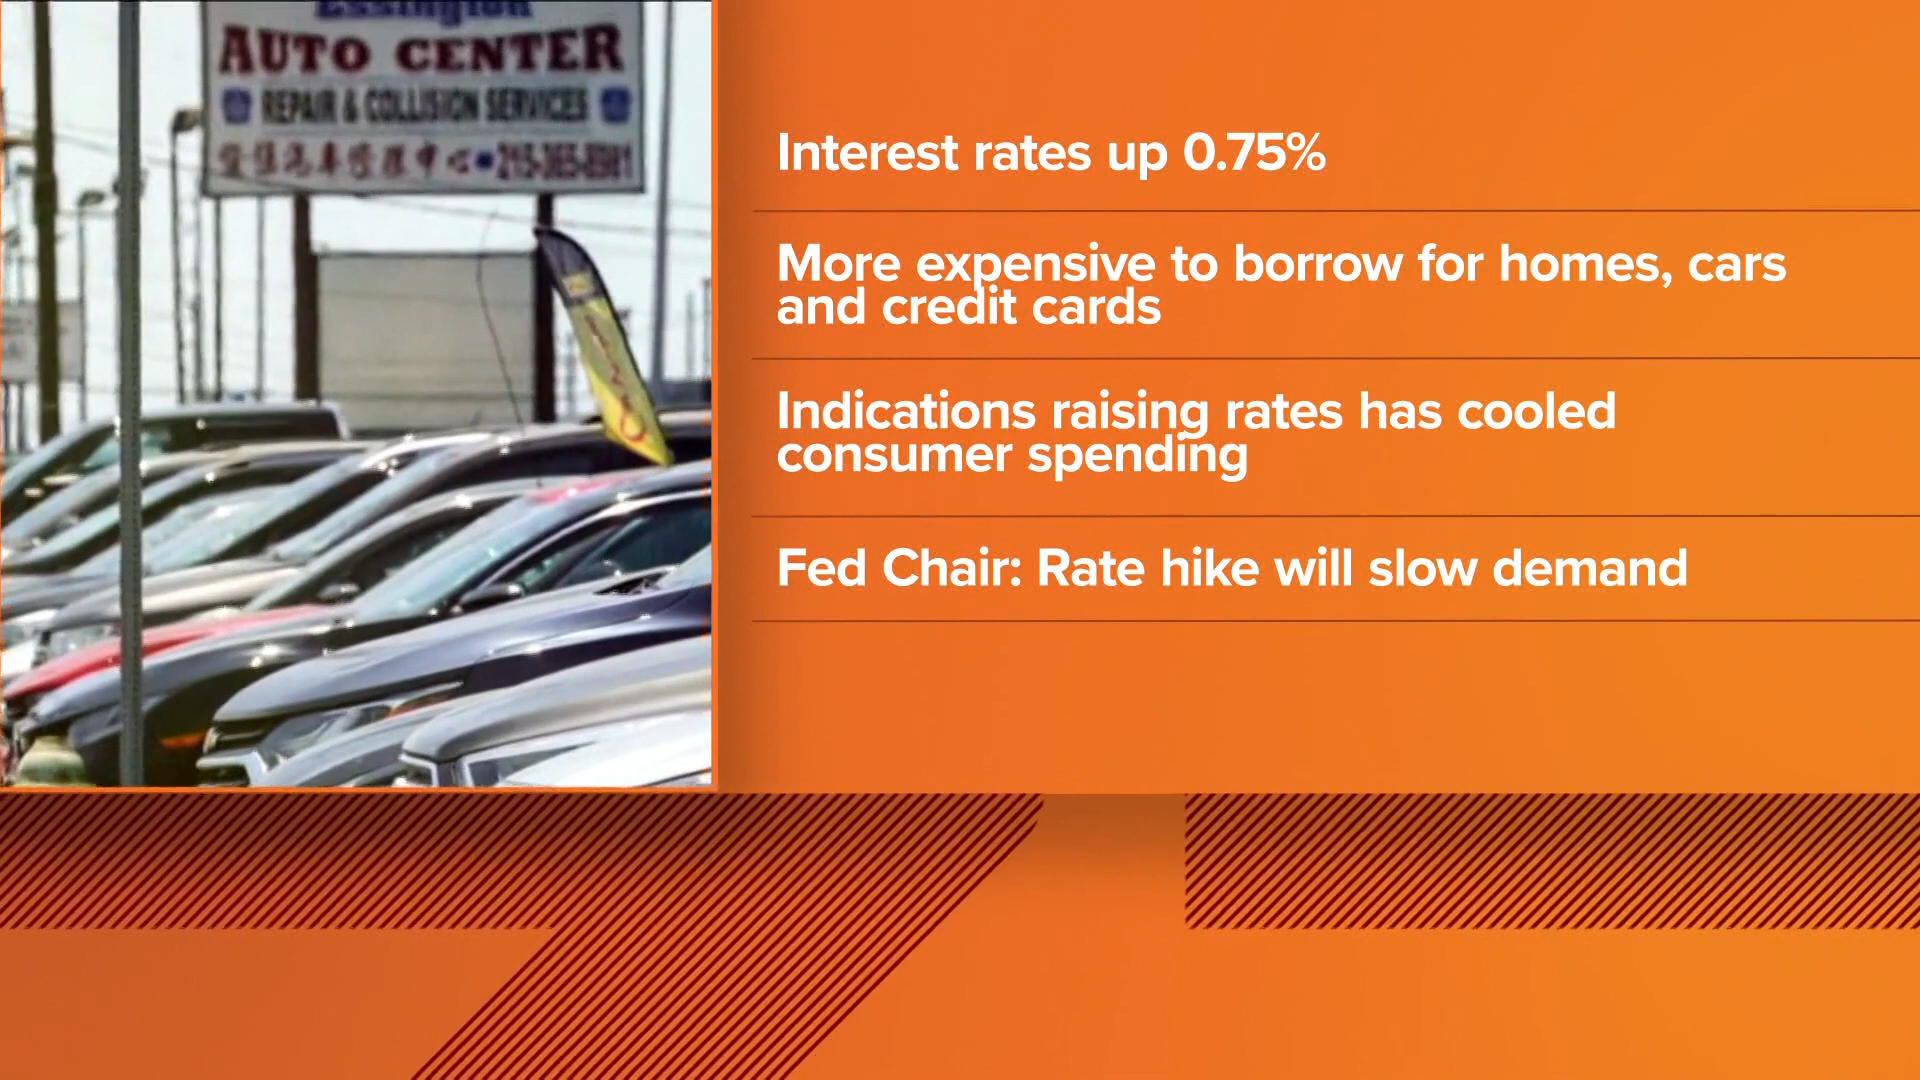 Essington
AUTO CENTER
REPAIR & COLLISION SERVICES
Interest rates up 0.75%
More expensive to borrow for homes, cars
and credit cards
Indications raising rates has cooled
consumer spending
Fed Chair: Rate hike will slow demand